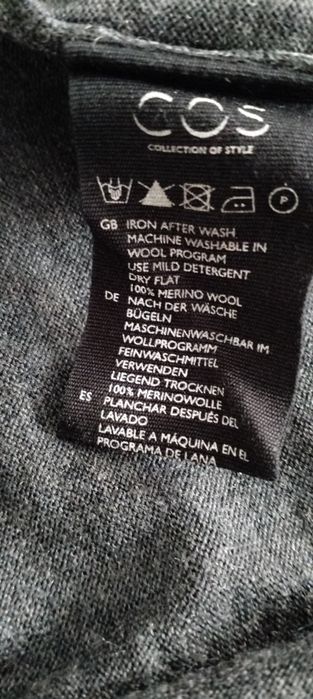 COS
COLLECTION OF STYLE
P
GB IRON AFTER WASH
MACHINE WASHABLE IN
WOOL PROGRAM
USE MILD DETERGENT
DRY FLAT
100% MERINO WOOL
DE NACH DER WÄSCHE
BÜGELN
MASCHINENWASCHBAR IM
WOLLPROGRAMM
FEINWASCHMITTEL
VERWENDEN
LIEGEND TROCKNEN
100% MERINOWOLLE
ES PLANCHAR DESPUÉS DEL
LAVADO
LAVABLE A MÁQUINA EN EL
PROGRAMA DE LANA